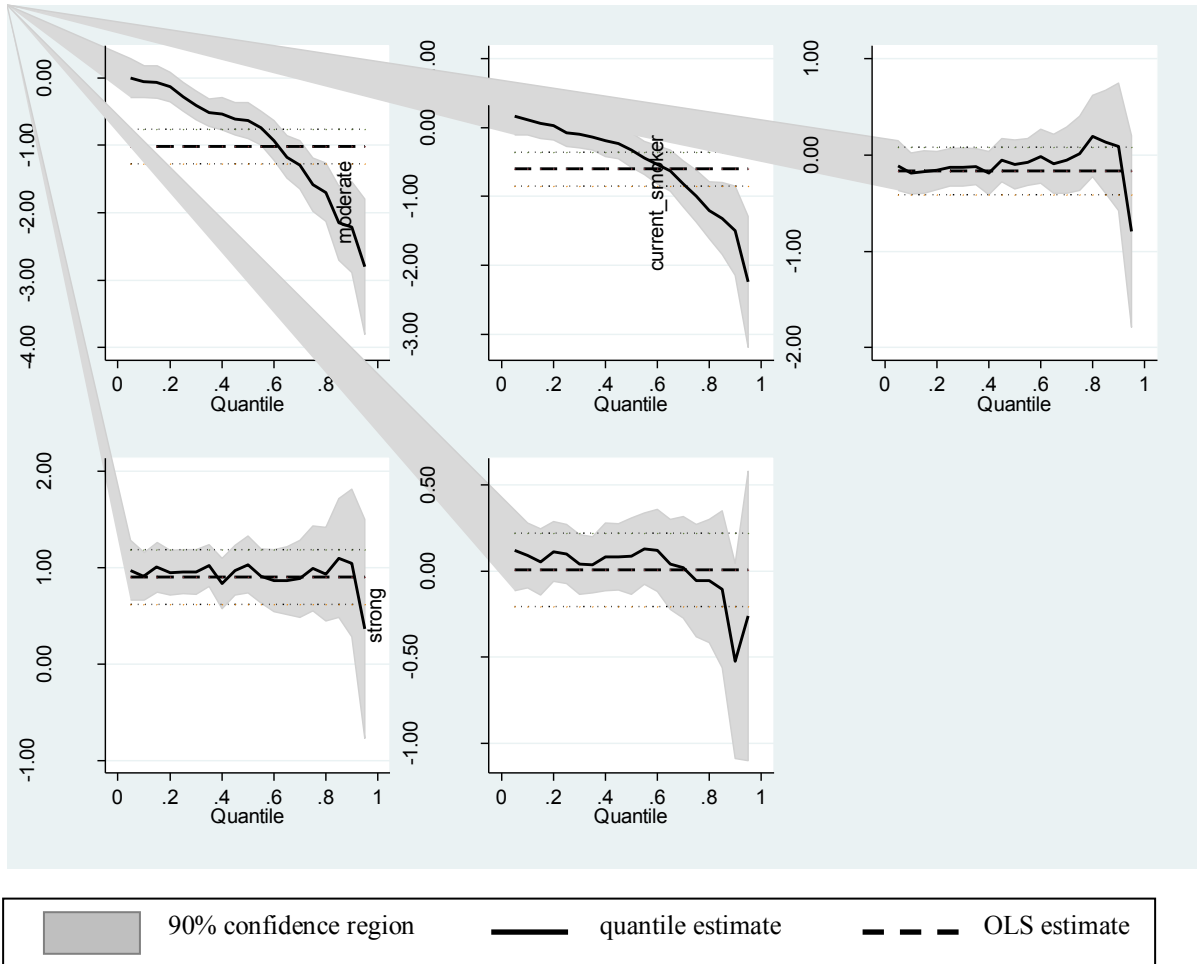 0.00
-1.00
-2.00
-3.00
-4.00
moderate
0 .2 .4 .6 .8
Quantile
.00
0.00
-1.00
-2.00
-3.00
current_smoker
0 .2 .4 .6 .8 1
Quantile
1.00
0.00
-1.00
-2.00
0 .2 .4 .6 .8 1
Quantile
2.00
1.00
0.00
-1.00
strong
0 .2 .4 .6 .8 1
Quantile
0.50
0.00
-0.50
-1.00
0 .2 .4 .6 .8 1
Quantile
90% confidence region quantile estimate OLS estimate